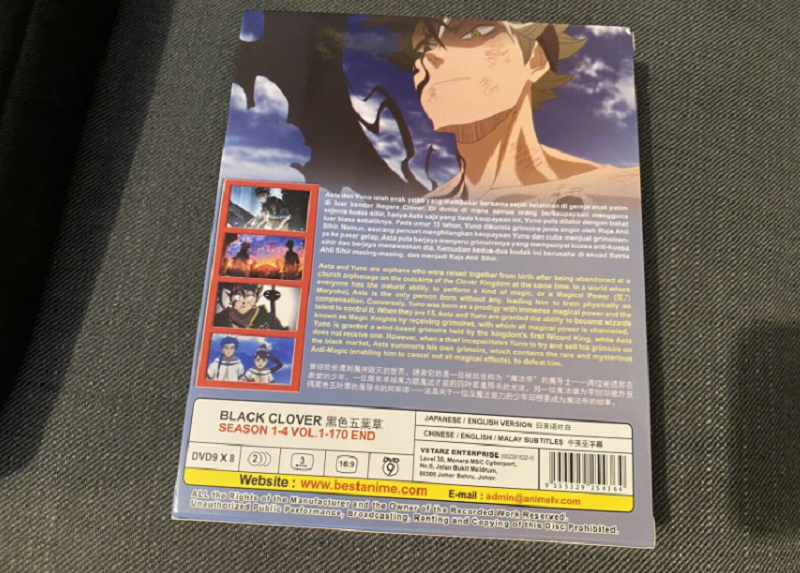 Asta dan Yuno ialah anak yatim yang membesar bersama sejak kelahiran di gereja anak yatim
di luar bandar Negara Clover. Di dunia di mana semua orang berkeupayaan mengguna
sejenis kuasa sihir, hanya Asta saja yang tiada keupayaan ini. Yuno pula dilahir dengan bakat
luar biasa sebaliknya. Pada umur 15 tahun, Yuno dikurnia grimoire jenis angin oleh Raja Ahli
Sihir. Namun, seorang pencuri menghilangkan keupayaan Yuno dan cuba menjual grimoirenya
ke pasar gelap. Asta pula berjaya menyeru grimoirenya yang mempunyai kuasa anti-kuasa
sihir dan berjaya menewaskan dia. Kemudian kedua-dua budak ini berusaha di skuad Satria
Ahli Sihir masing-masing, dan menjadi Raja Ahli Sihir.
Asta and Yuno are orphans who were raised together from birth after being abandoned at a
church orphanage on the outskirts of the Clover Kingdom at the same time. In a world where
everyone has the natural ability to perform a kind of magic, or a Magical Power (魔力
Maryoku), Asta is the only person born without any, leading him to train physically as
compensation. Conversely, Yuno was born as a prodigy with immense magical power and the
talent to control it. When they are 15, Asta and Yuno are granted the ability to become wizards
known as Magic Knights by receiving grimoires, with which all magical power is channeled.
Yuno is granted a wind-based grimoire held by the kingdom's first Wizard King, while Asta
does not receive one. However, when a thief incapacitates Yuno to try and sell his grimoire on
the black market, Asta summons his own grimoire, which contains the rare and mysterious
Anti-Magic (enabling him to cancel out all magical effects), to defeat him.
BLACK CLOVER 黑色五葉草
SEASON 1-4 VOL.1-170 END
DVD9 X 8
2
3
16:9
DVD
9
JAPANESE / ENGLISH VERSION 日英語對白
CHINESE / ENGLISH / MALAY SUBTITLES 中英巫字幕
VSTARZ ENTERPRISE
Level 38, Menara MSC Cyberport,
No.5, Jalan Bukit Meldrum,
80300 Johor Bahru, Johor.
9 555329 256366
Website : www.bestanime.com
E-mail : admin@animetv.com
ALL the Rights of the Manufacturer and the Owner of the Recorded Work Reserved.
Unauthorized Public Performance, Broadcasting, Renting and Copying of this Disc Prohibited.